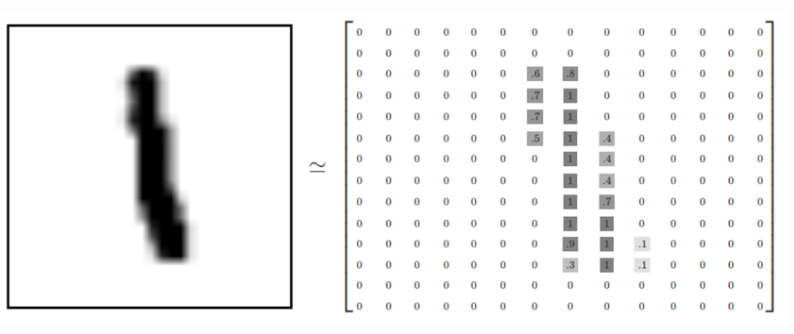 0 0 0 0 0 0 0 0 0 0 0 0 0 0
0 0 0 0 0 0 0 0 0 0 0 0 0 0
0 0 0 0 0 0 .6 .8 0 0 0 0 0 0
0 0 0 0 0 0 .7 1 0 0 0 0 0 0
0 0 0 0 0 0 .7 1 0 0 0 0 0 0
0 0 0 0 0 0 .5 1 .4 0 0 0 0 0
≃ 0 0 0 0 0 0 0 1 .4 0 0 0 0 0
0 0 0 0 0 0 0 1 .4 0 0 0 0 0
0 0 0 0 0 0 0 1 .7 0 0 0 0 0
0 0 0 0 0 0 0 1 1 0 0 0 0 0
0 0 0 0 0 0 0 .9 1 .1 0 0 0 0
0 0 0 0 0 0 0 .3 1 .1 0 0 0 0
0 0 0 0 0 0 0 0 0 0 0 0 0 0
0 0 0 0 0 0 0 0 0 0 0 0 0 0